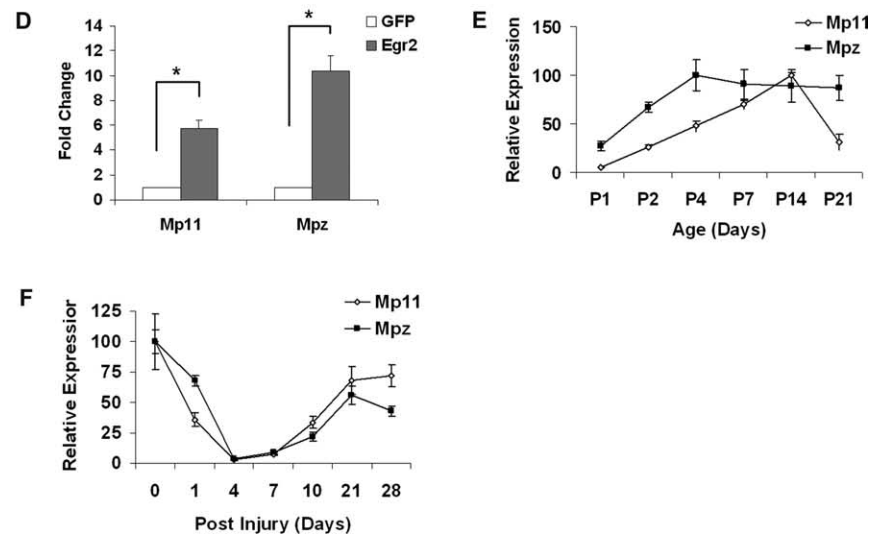 D
GFP
Egr2
Fold Change
14
12
10
8
6
4
2
0
*
*
Mp11
Mpz
E
Mp11
Mpz
Relative Expression
150
100
50
0
P1 P2 P4 P7 P14 P21
Age (Days)
F
Mp11
Mpz
Relative Expressior
125
100
75
50
25
0
0 1 4 7 10 21 28
Post Injury (Days)